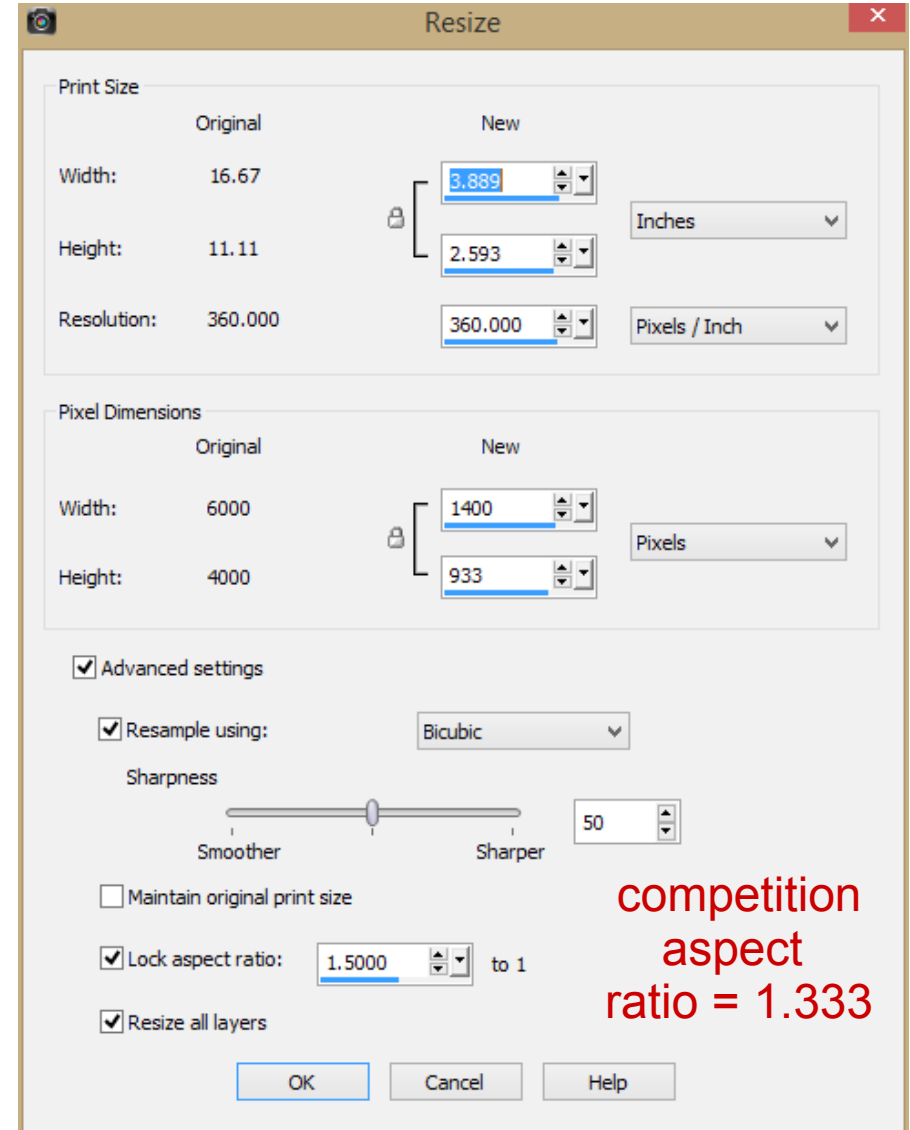 Resize
Print Size
Original New
Width: 16.67 3.889
Inches
Height: 11.11 2.593
Resolution: 360.000 360.000 Pixels / Inch
Pixel Dimensions
Original New
Width: 6000 1400
Pixels
Height: 4000 933
Advanced settings
Resample using: Bicubic
Sharpness
50
Smoother Sharper
Maintain original print size
Lock aspect ratio: 1.5000 to 1
Resize all layers
competition
aspect
ratio = 1.333
OK Cancel Help